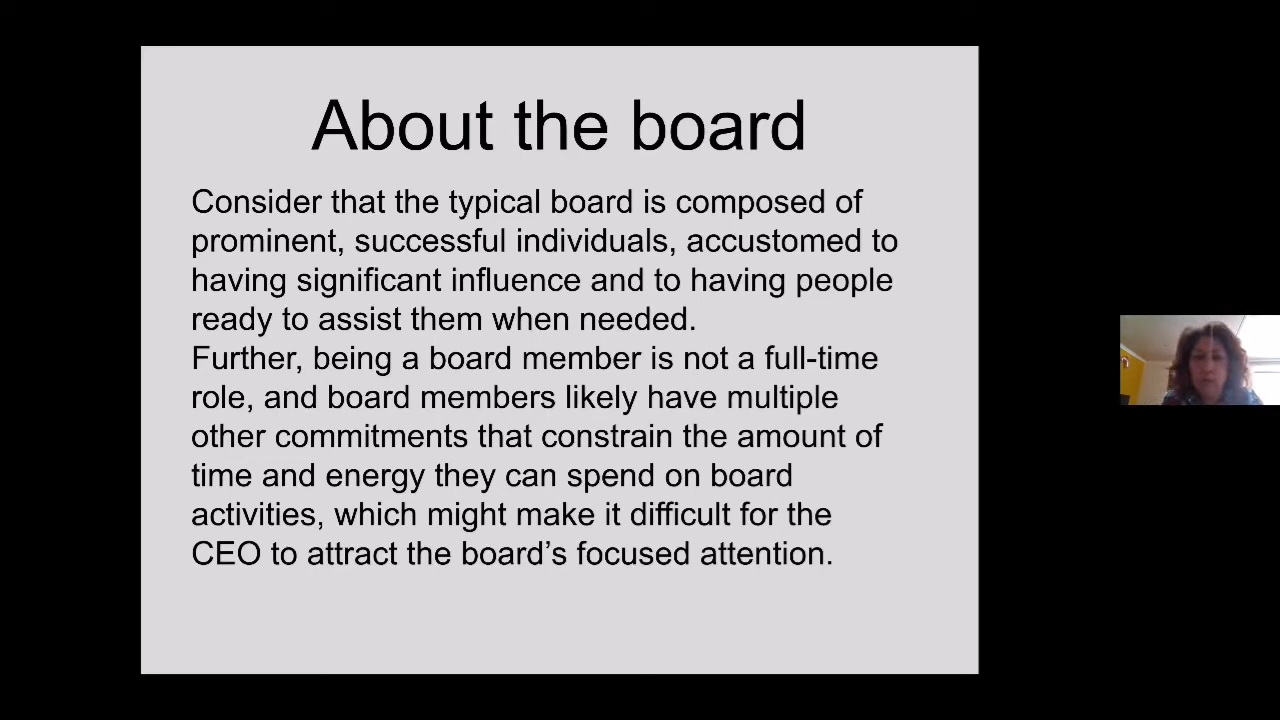 About the board
Consider that the typical board is composed of
prominent, successful individuals, accustomed to
having significant influence and to having people
ready to assist them when needed.
Further, being a board member is not a full-time
role, and board members likely have multiple
other commitments that constrain the amount of
time and energy they can spend on board
activities, which might make it difficult for the
CEO to attract the board’s focused attention.